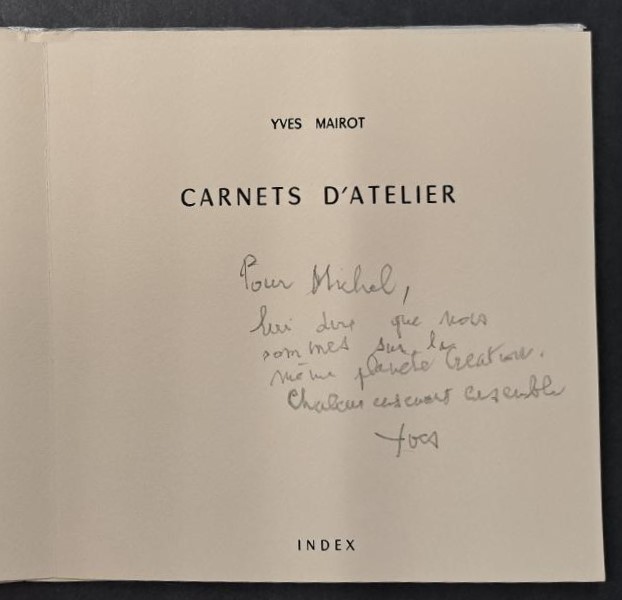 YVES MAIROT
CARNETS D'ATELIER
Pour Michel,
lui dire que nous
sommes sur la
même planète Création.
Chaleureusement ensemble
Yves
INDEX